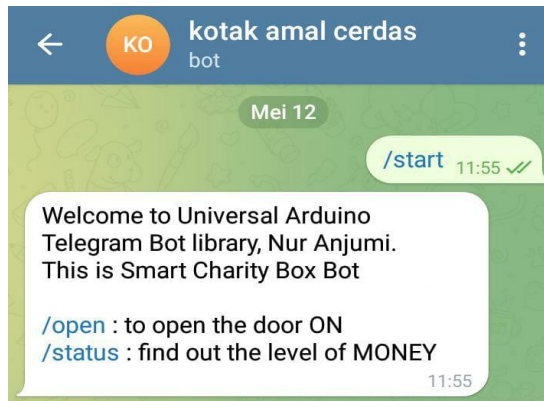 KO
kotak amal cerdas
bot
Mei 12
/start 11:55
Welcome to Universal Arduino
Telegram Bot library, Nur Anjumi.
This is Smart Charity Box Bot
/open : to open the door ON
/status : find out the level of MONEY
11:55